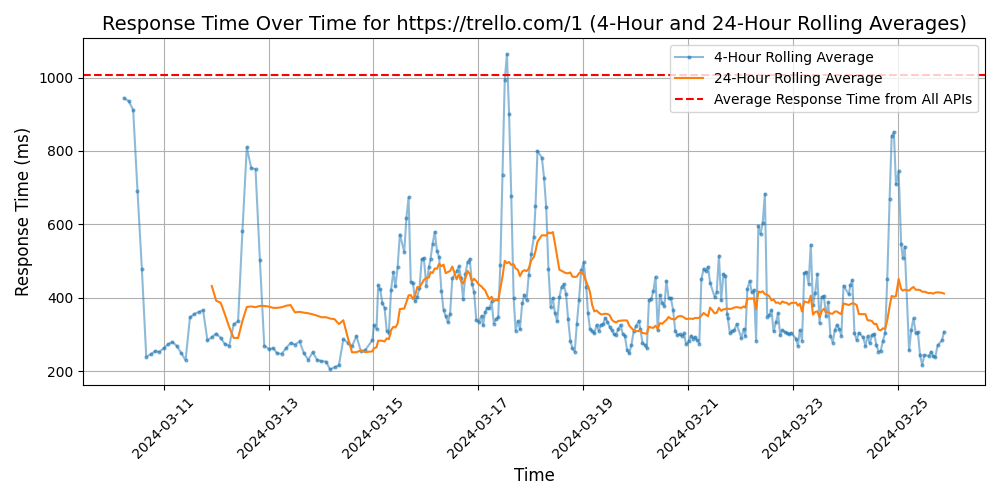 Response Time Over Time for https://trello.com/1 (4-Hour and 24-Hour Rolling Averages)
4-Hour Rolling Average
24-Hour Rolling Average
Average Response Time from All APIs
Response Time (ms)
1000
800
600
400
200
2024-03-11
2024-03-13
2024-03-15
2024-03-17
2024-03-19
2024-03-21
2024-03-23
2024-03-25
Time